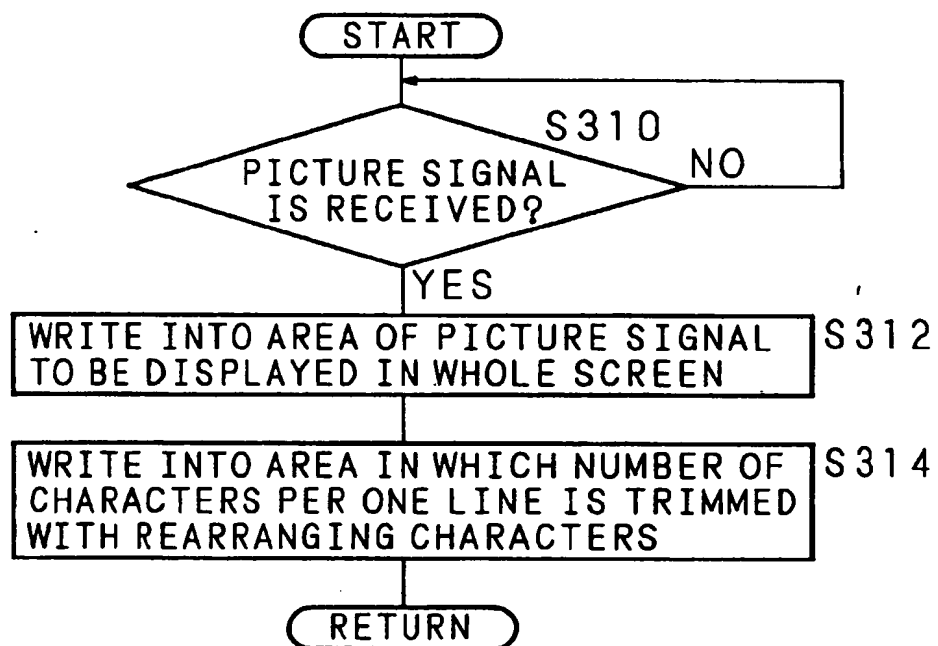 START
S310
PICTURE SIGNAL
IS RECEIVED?
NO
YES
WRITE INTO AREA OF PICTURE SIGNAL
TO BE DISPLAYED IN WHOLE SCREEN
S312
WRITE INTO AREA IN WHICH NUMBER OF
CHARACTERS PER ONE LINE IS TRIMMED
WITH REARRANGING CHARACTERS
S314
RETURN